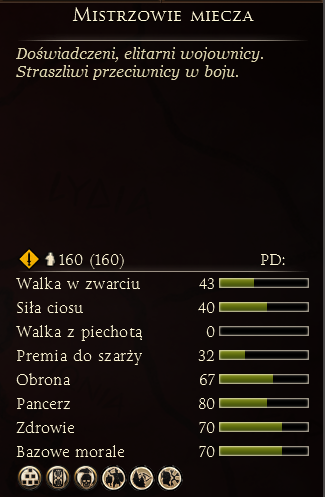 Mistrzowie miecza
Doświadczeni, elitarni wojownicy.
Straszliwi przeciwnicy w boju.
160 (160) PD:
Walka w zwarciu 43
Siła ciosu 40
Walka z piechotą 0
Premia do szarży 32
Obrona 67
Pancerz 80
Zdrowie 70
Bazowe morale 70